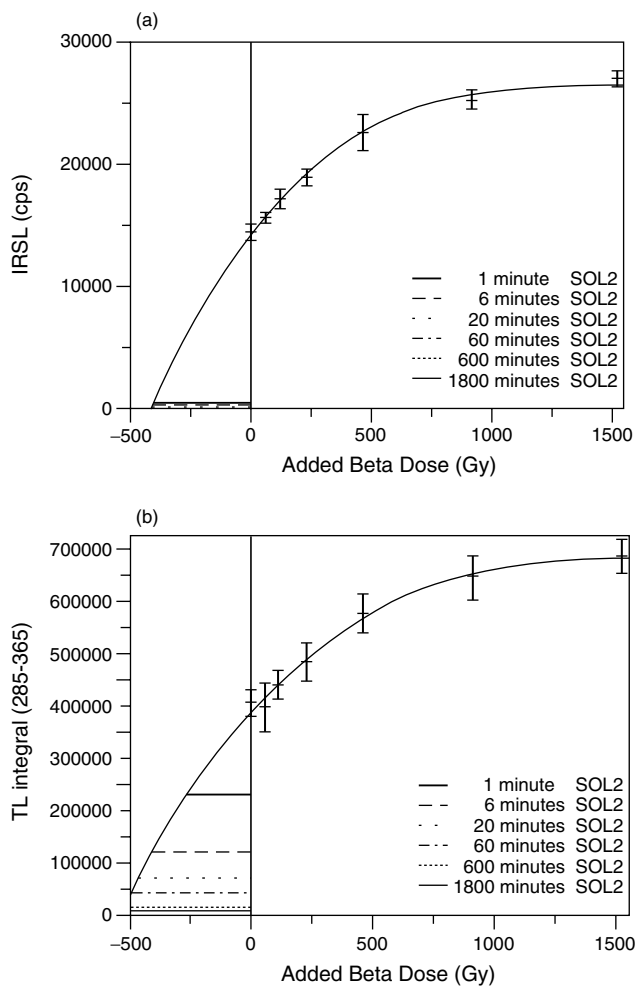 (a)
30000
20000
10000
0
IRSL (cps)
1 minute SOL2
6 minutes SOL2
20 minutes SOL2
60 minutes SOL2
600 minutes SOL2
1800 minutes SOL2
−500 0 500 1000 1500
Added Beta Dose (Gy)
(b)
700000
600000
500000
400000
300000
200000
100000
0
TL integral (285-365)
1 minute SOL2
6 minutes SOL2
20 minutes SOL2
60 minutes SOL2
600 minutes SOL2
1800 minutes SOL2
−500 0 500 1000 1500
Added Beta Dose (Gy)